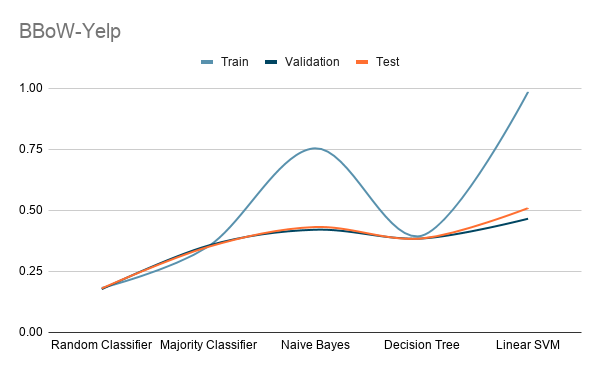 BBoW-Yelp
Train Validation Test
1.00
0.75
0.50
0.25
0.00
Random Classifier Majority Classifier Naive Bayes Decision Tree Linear SVM